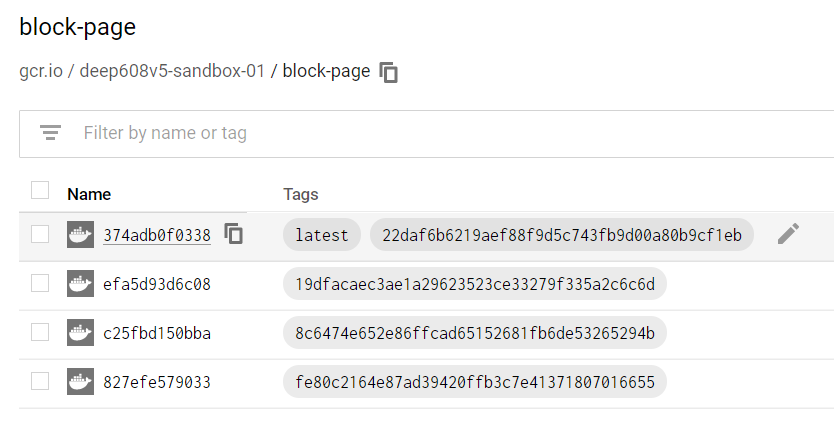 block-page
gcr.io / deep608v5-sandbox-01 / block-page
Filter by name or tag
Name Tags
374adb0f0338 latest 22daf6b6219aef88f9d5c743fb9d00a80b9cf1eb
efa5d93d6c08 19dfacaec3ae1a29623523ce33279f335a2c6c6d
c25fbd150bba 8c6474e652e86ffcad65152681fb6de53265294b
827efe579033 fe80c2164e87ad39420ffb3c7e41371807016655